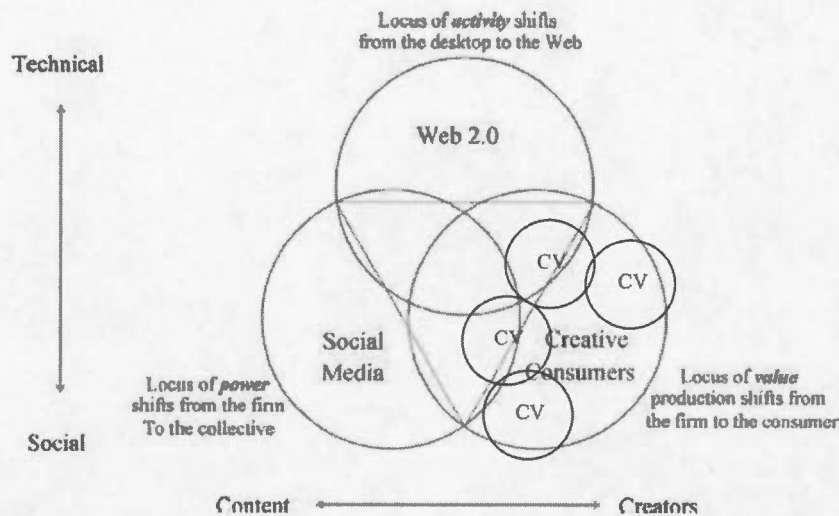 Locus of activity shifts
from the desktop to the Web
Technical
Web 2.0
CV
CV
CV
CV
Social
Media
Creative
Consumers
Locus of power
shifts from the firm
To the collective
Locus of value
production shifts from
the firm to the consumer
Social
Content
Creators